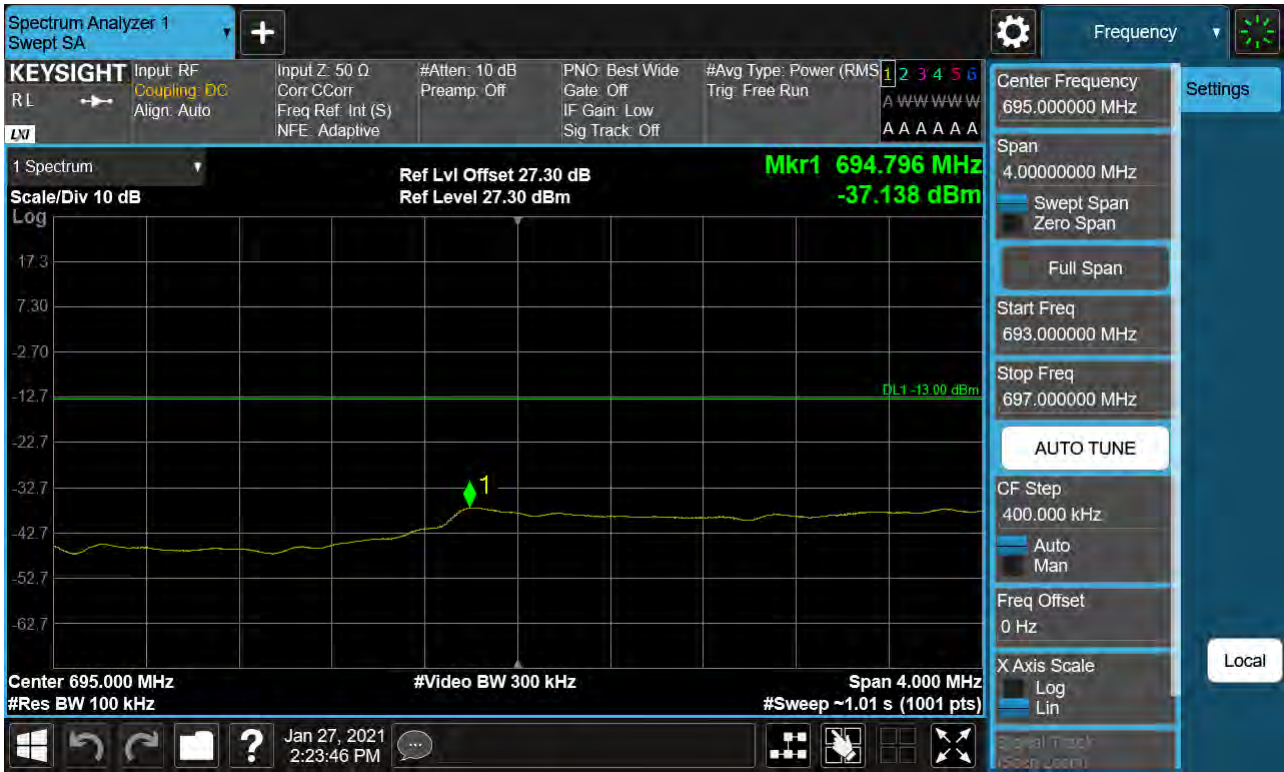 Spectrum Analyzer 1
Swept SA
+
Frequency
KEYSIGHT
RL
LXI
Input: RF
Coupling: DC
Align: Auto
Input Z: 50 Ω
Corr CCorr
Freq Ref: Int (S)
NFE: Adaptive
#Atten: 10 dB
Preamp: Off
PNO: Best Wide
Gate: Off
IF Gain: Low
Sig Track: Off
#Avg Type: Power (RMS
Trig: Free Run
1 2 3 4 5 6
A W W W W W
A A A A A A
Center Frequency
695.000000 MHz
Settings
Span
4.00000000 MHz
Swept Span
Zero Span
Full Span
Start Freq
693.000000 MHz
Stop Freq
697.000000 MHz
AUTO TUNE
CF Step
400.000 kHz
Auto
Man
Freq Offset
0 Hz
X Axis Scale
Log
Lin
Signal Track
(Span Zoom)
Local
1 Spectrum
Scale/Div 10 dB
Log
Ref Lvl Offset 27.30 dB
Ref Level 27.30 dBm
Mkr1 694.796 MHz
-37.138 dBm
17.3
7.30
-2.70
-12.7
-22.7
-32.7
-42.7
-52.7
-62.7
DL1 -13.00 dBm
1
Center 695.000 MHz
#Res BW 100 kHz
#Video BW 300 kHz
Span 4.000 MHz
#Sweep ~1.01 s (1001 pts)
?
Jan 27, 2021
2:23:46 PM